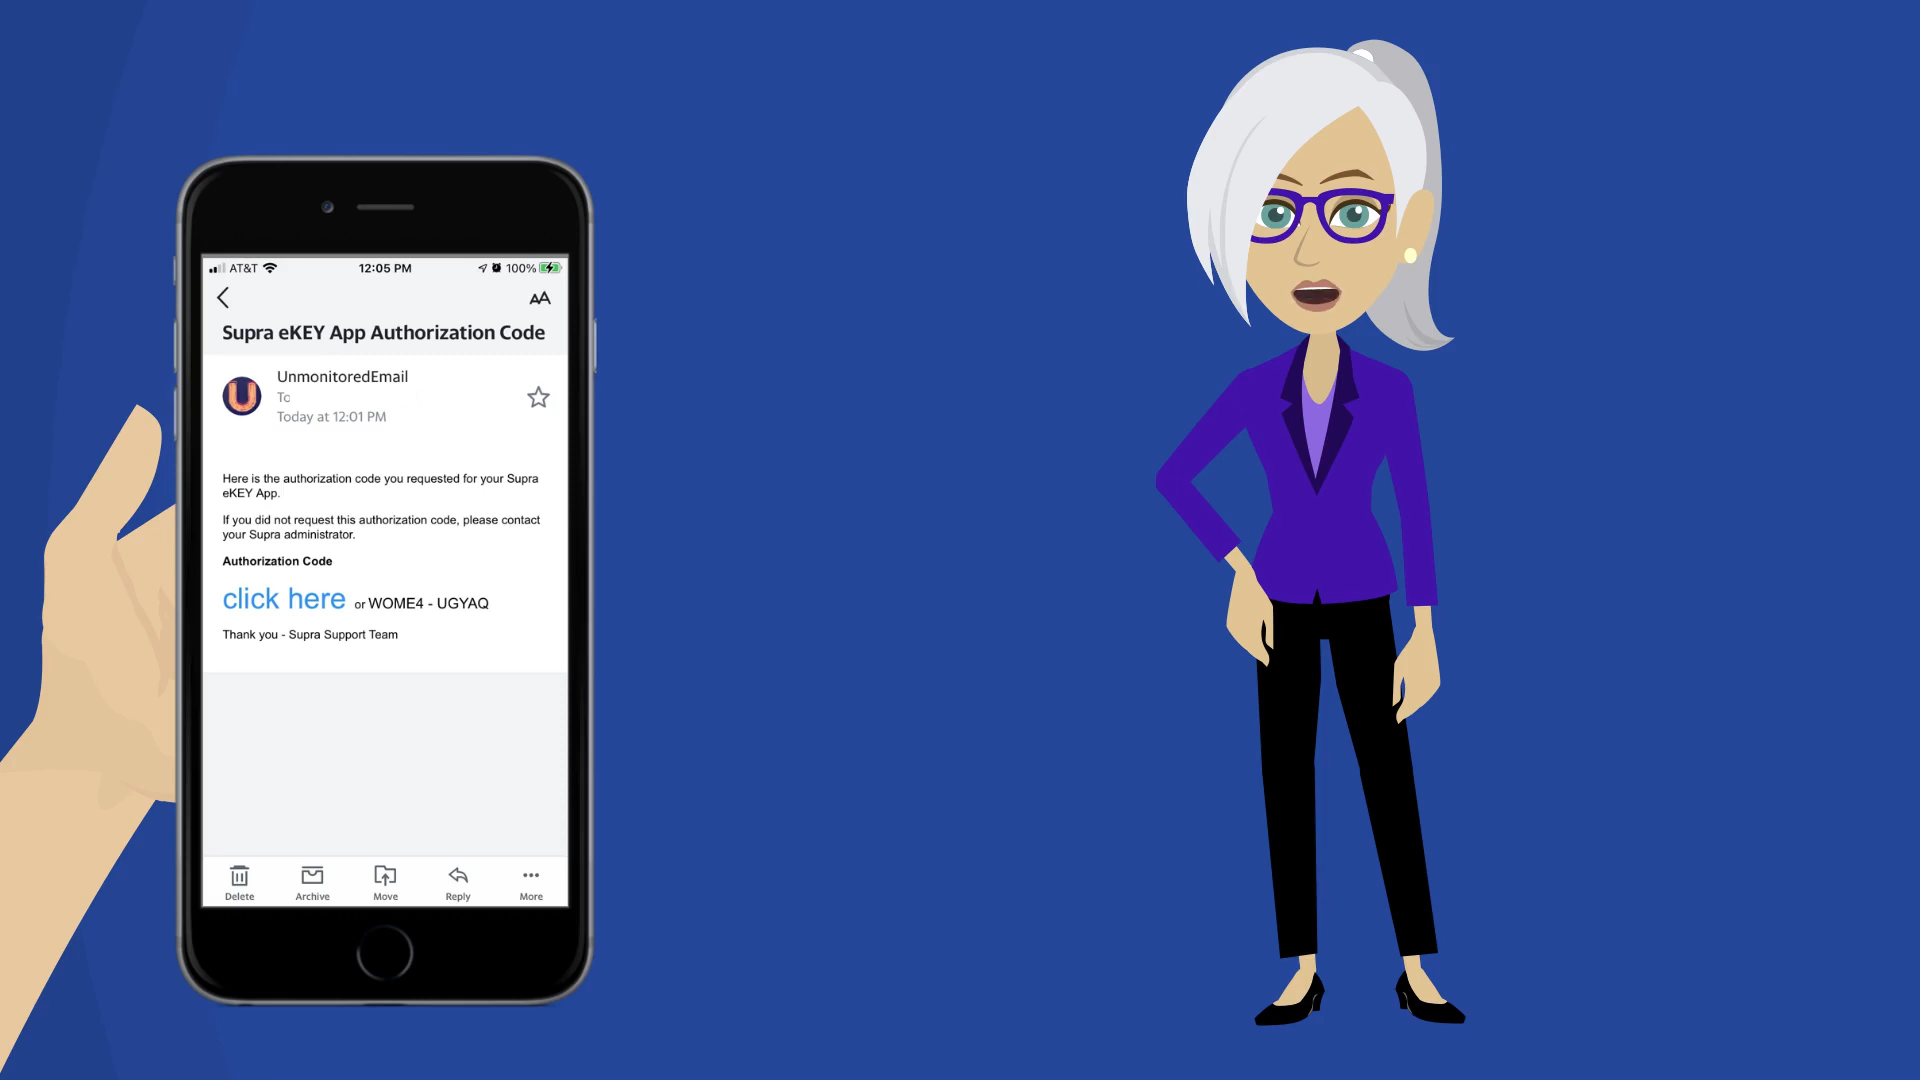 AT&T 12:05 PM 100%
AA
Supra eKEY App Authorization Code
U
UnmonitoredEmail
To
Today at 12:01 PM
Here is the authorization code you requested for your Supra
eKEY App.
If you did not request this authorization code, please contact
your Supra administrator.
Authorization Code
click here or WOME4 - UGYAQ
Thank you - Supra Support Team
Delete Archive Move Reply More